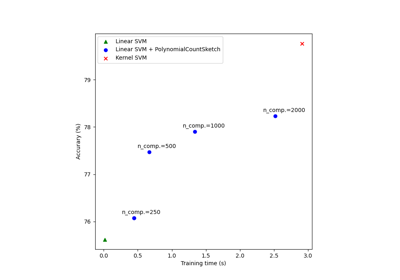 Linear SVM
Linear SVM + PolynomialCountSketch
Kernel SVM
79
n_comp.=2000
78
n_comp.=1000
n_comp.=500
77
n_comp.=250
76
Accurary (%)
0.0 0.5 1.0 1.5 2.0 2.5 3.0
Training time (s)